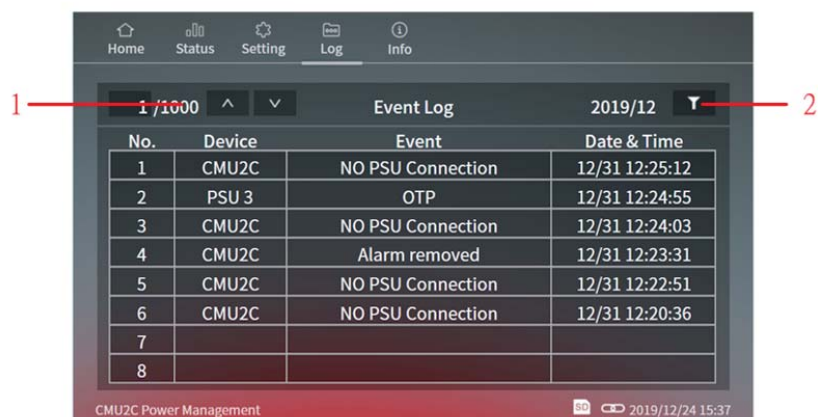 Home Status Setting Log Info
1 1 /1000 Event Log 2019/12 2
No. Device Event Date & Time
1 CMU2C NO PSU Connection 12/31 12:25:12
2 PSU 3 OTP 12/31 12:24:55
3 CMU2C NO PSU Connection 12/31 12:24:03
4 CMU2C Alarm removed 12/31 12:23:31
5 CMU2C NO PSU Connection 12/31 12:22:51
6 CMU2C NO PSU Connection 12/31 12:20:36
7
8
CMU2C Power Management SD 2019/12/24 15:37